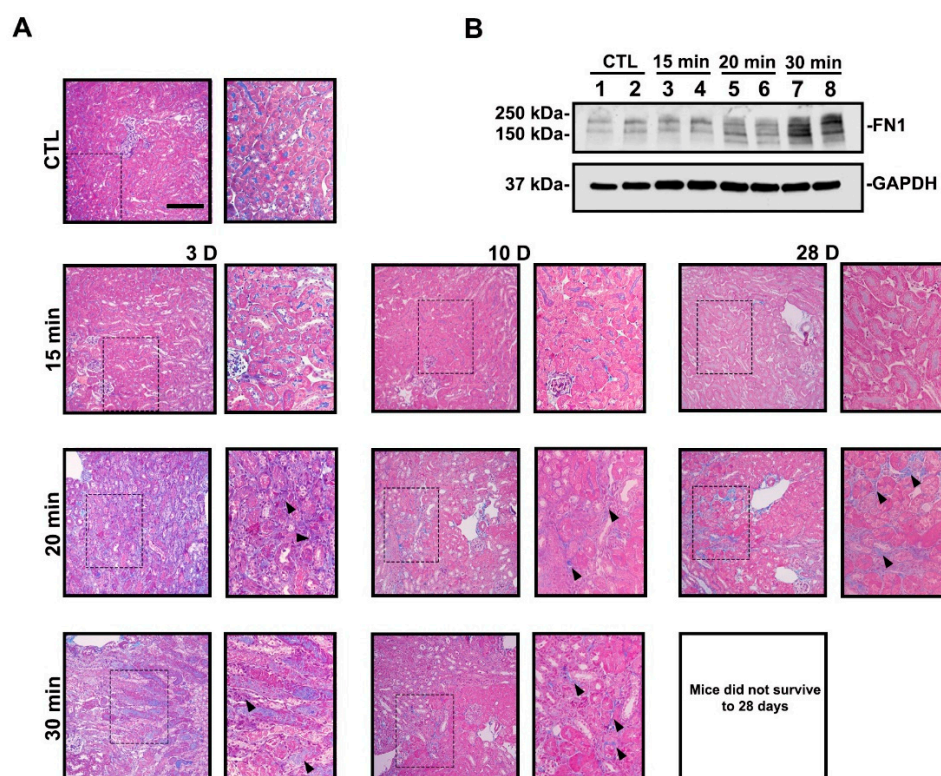 A
CTL
3 D
10 D
28 D
15 min
20 min
30 min
Mice did not survive
to 28 days
B
CTL 15 min 20 min 30 min
1 2 3 4 5 6 7 8
250 kDa-
150 kDa-
-FN1
37 kDa-
-GAPDH